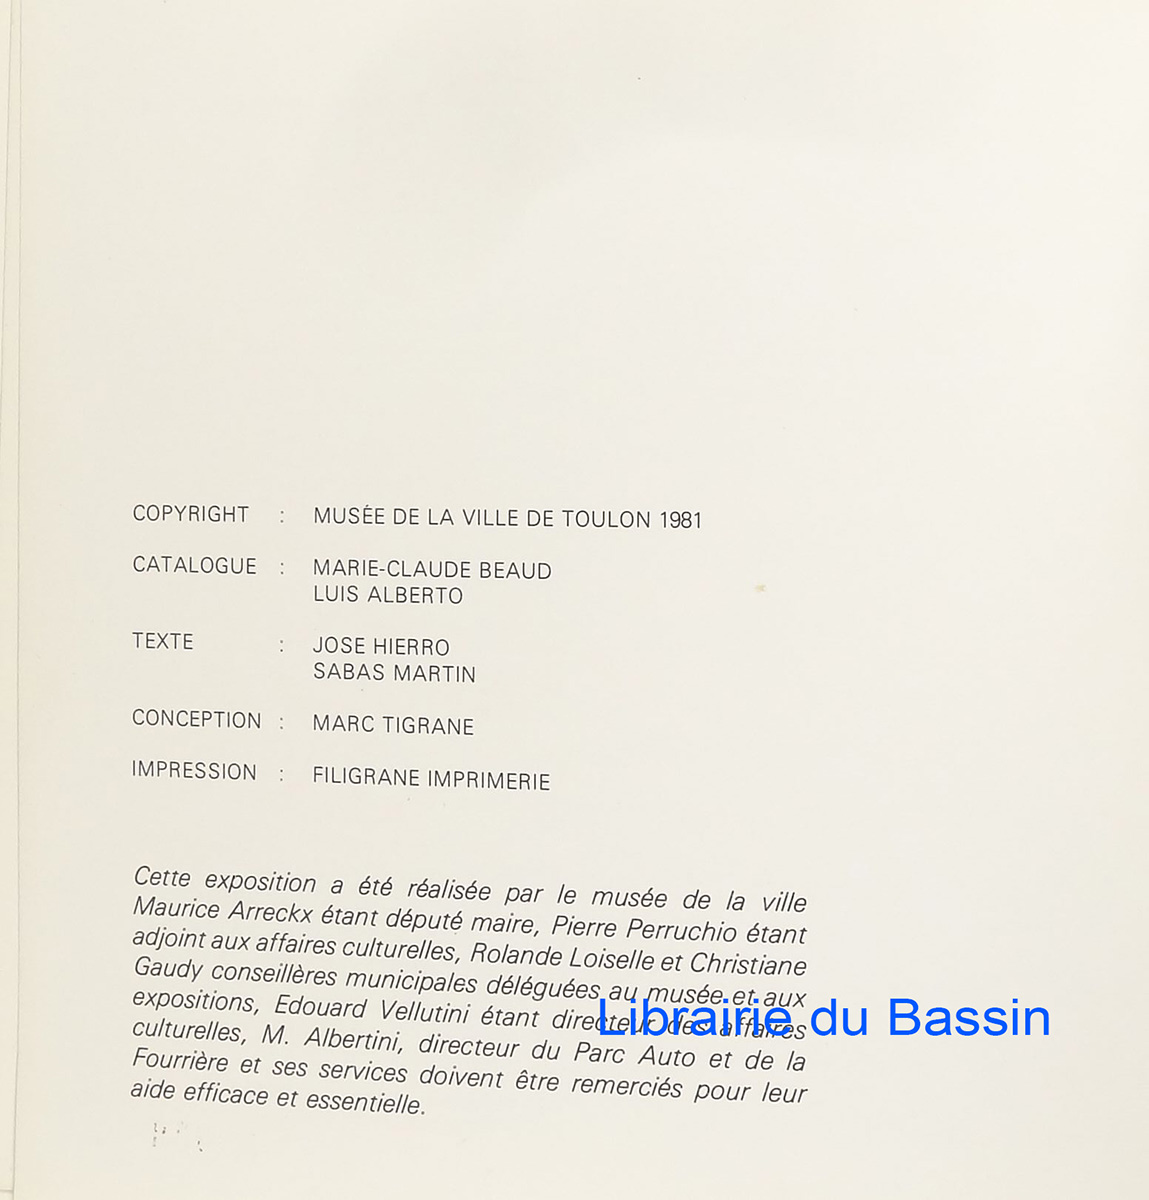 COPYRIGHT : MUSÉE DE LA VILLE DE TOULON 1981
CATALOGUE : MARIE-CLAUDE BEAUD
LUIS ALBERTO
TEXTE : JOSE HIERRO
SABAS MARTIN
CONCEPTION : MARC TIGRANE
IMPRESSION : FILIGRANE IMPRIMERIE
Cette exposition a été réalisée par le musée de la ville
Maurice Arreckx étant député maire, Pierre Perruchio étant
adjoint aux affaires culturelles, Rolande Loiselle et Christiane
Gaudy conseillères municipales déléguées au musée et aux
expositions, Edouard Vellutini étant directeur des affaires
culturelles, M. Albertini, directeur du Parc Auto et de la
Fourrière et ses services doivent être remerciés pour leur
aide efficace et essentielle.
Librairie du Bassin